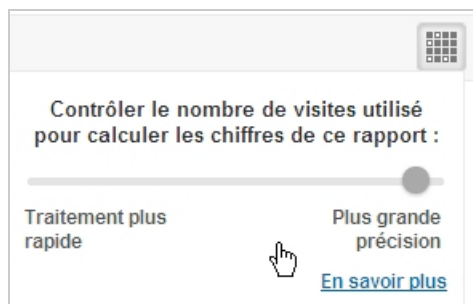 Contrôler le nombre de visites utilisé
pour calculer les chiffres de ce rapport :
Traitement plus
rapide
Plus grande
précision
En savoir plus